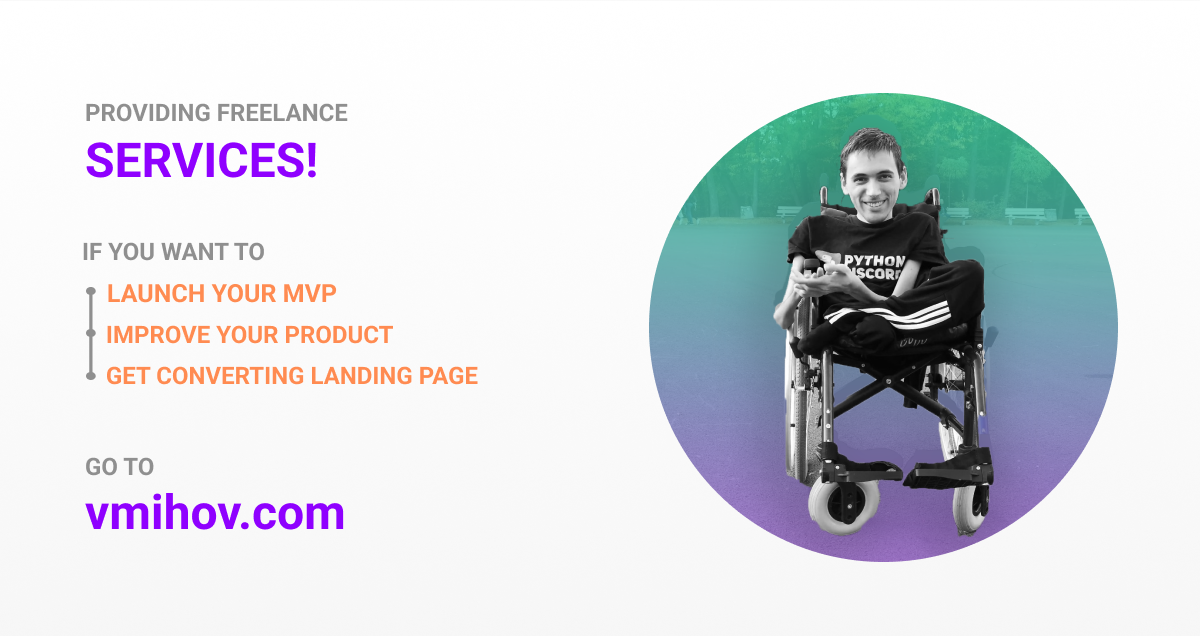 PROVIDING FREELANCE
SERVICES!
IF YOU WANT TO
LAUNCH YOUR MVP
IMPROVE YOUR PRODUCT
GET CONVERTING LANDING PAGE
GO TO
vmihov.com
PYTHON